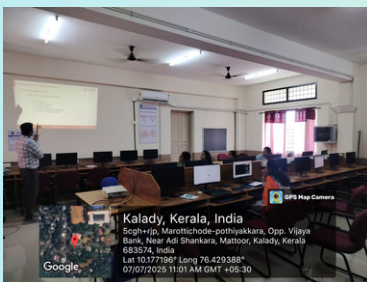 GPS Map Camera
Kalady, Kerala, India
5cgh+rjp, Marottichode-pothiyakkara, Opp. Vijaya
Bank, Near Adi Shankara, Mattoor, Kalady, Kerala
683574, India
Lat 10.177196° Long 76.429388°
07/07/2025 11:01 AM GMT +05:30
Google